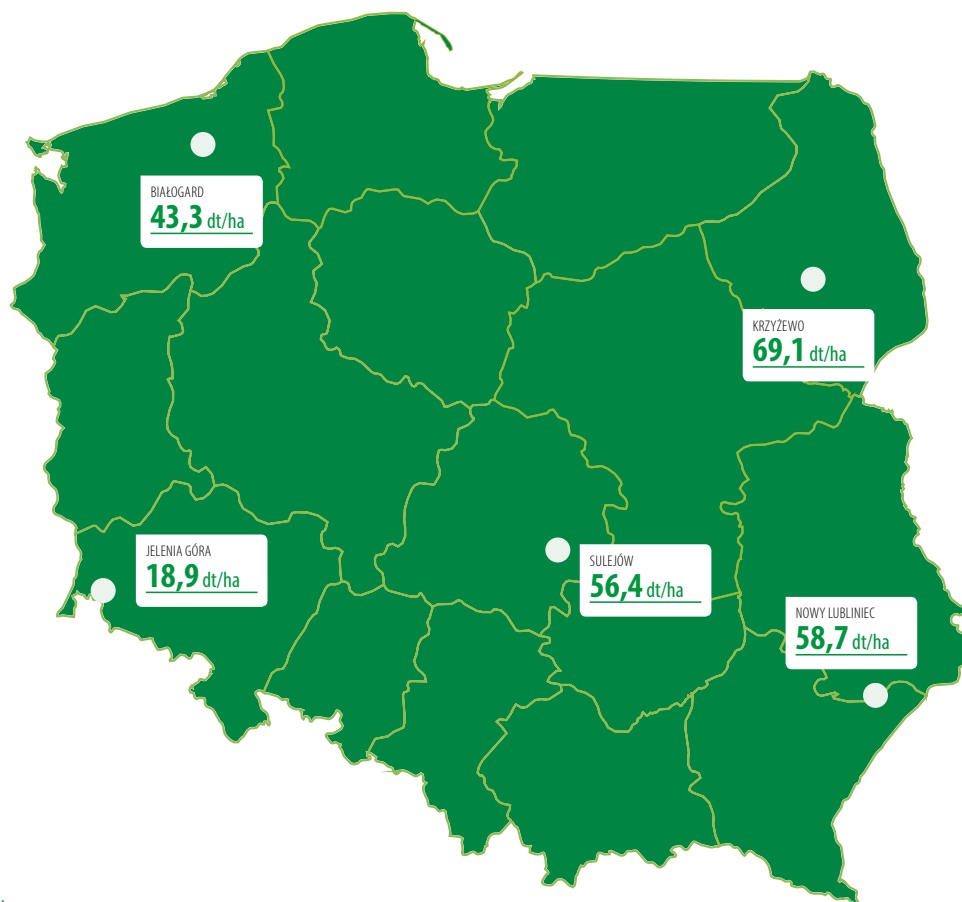 BIAŁOGARD
43,3 dt/ha
KRZYŻEWO
69,1 dt/ha
JELENIA GÓRA
18,9 dt/ha
SULEJÓW
56,4 dt/ha
NOWY LUBLINIEC
58,7 dt/ha